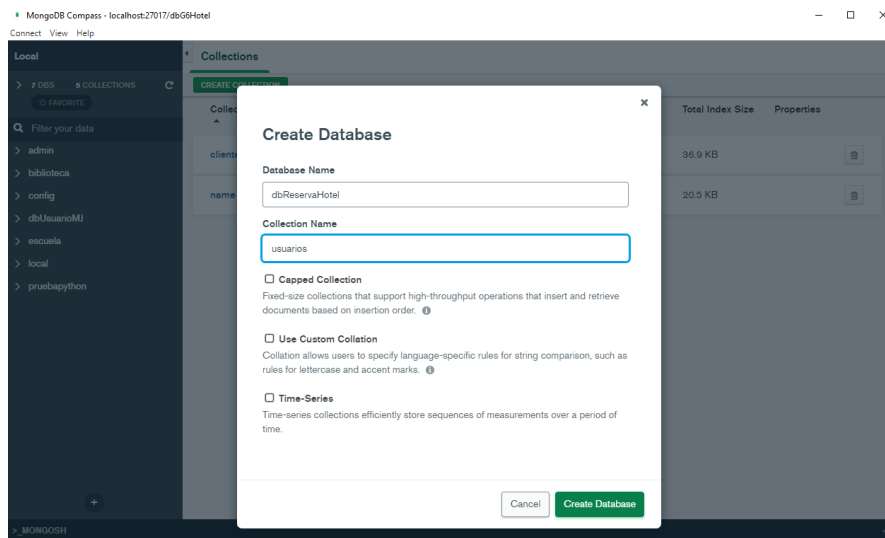 MongoDB Compass - localhost:27017/dbG6Hotel
Connect View Help
Local
Collections
7 DBS 5 COLLECTIONS
CREATE COLLECTION
FAVORITE
Total Index Size Properties
Filter your data
admin
biblioteca
config
dbUsuarioMJ
escuela
local
pruebapython
36.9 KB
name
20.5 KB
Create Database
Database Name
dbReservaHotel
Collection Name
usuarios
Capped Collection
Fixed-size collections that support high-throughput operations that insert and retrieve
documents based on insertion order.
Use Custom Collation
Collation allows users to specify language-specific rules for string comparison, such as
rules for lettercase and accent marks.
Time-Series
Time-series collections efficiently store sequences of measurements over a period of
time.
Cancel Create Database
>_MONGOSH